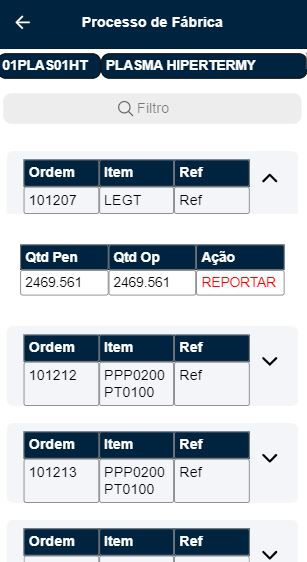 Processo de Fábrica
01PLAS01HT PLASMA HIPERTERMY
Filtro
Ordem Item Ref
101207 LEGT Ref
Qtd Pen Qtd Op Ação
2469.561 2469.561 REPORTAR
Ordem Item Ref
101212 PPP0200 Ref
PT0100
Ordem Item Ref
101213 PPP0200 Ref
PT0100
Ordem Item Ref